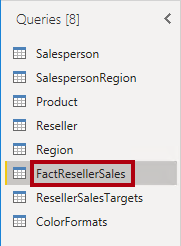 Queries [8]
Salesperson
SalespersonRegion
Product
Reseller
Region
FactResellerSales
ResellerSalesTargets
ColorFormats